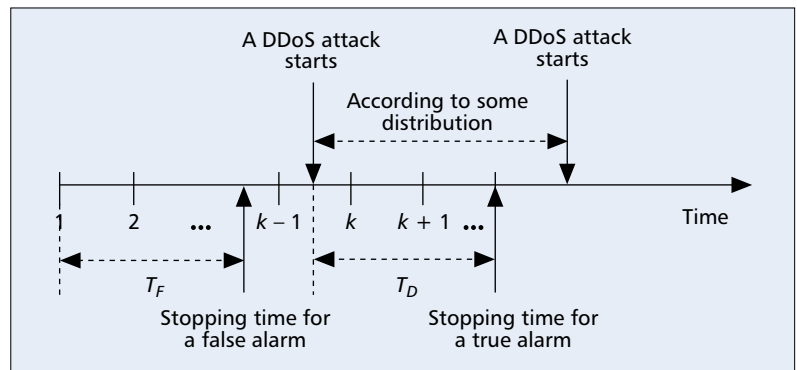 A DDoS attack
starts
A DDoS attack
starts
According to some
distribution
1
2
...
k – 1
k
k + 1
...
Time
T_F
T_D
Stopping time for
a false alarm
Stopping time for
a true alarm